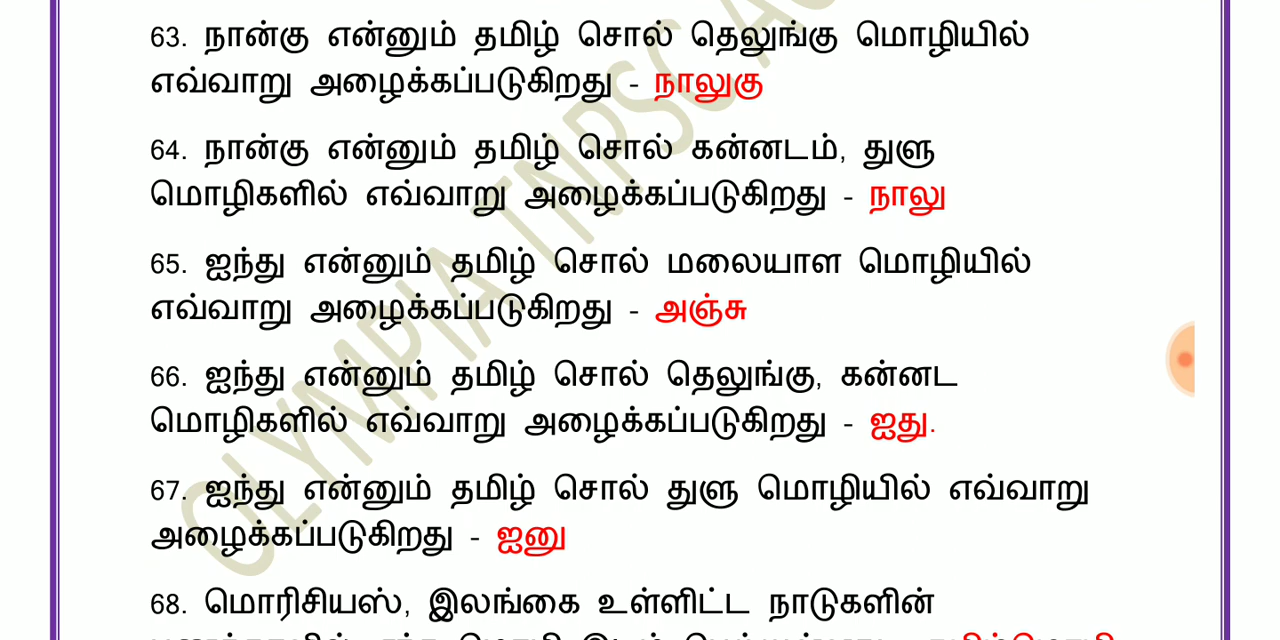 63. நான்கு என்னும் தமிழ் சொல் தெலுங்கு மொழியில்
எவ்வாறு அழைக்கப்படுகிறது - நாலுகு
64. நான்கு என்னும் தமிழ் சொல் கன்னடம், துளு
மொழிகளில் எவ்வாறு அழைக்கப்படுகிறது - நாலு
65. ஐந்து என்னும் தமிழ் சொல் மலையாள மொழியில்
எவ்வாறு அழைக்கப்படுகிறது - அஞ்சு
66. ஐந்து என்னும் தமிழ் சொல் தெலுங்கு, கன்னட
மொழிகளில் எவ்வாறு அழைக்கப்படுகிறது - ஐது.
67. ஐந்து என்னும் தமிழ் சொல் துளு மொழியில் எவ்வாறு
அழைக்கப்படுகிறது - ஐனு
68. மொரிசியஸ், இலங்கை உள்ளிட்ட நாடுகளின்
OLYMPIA TNPSC